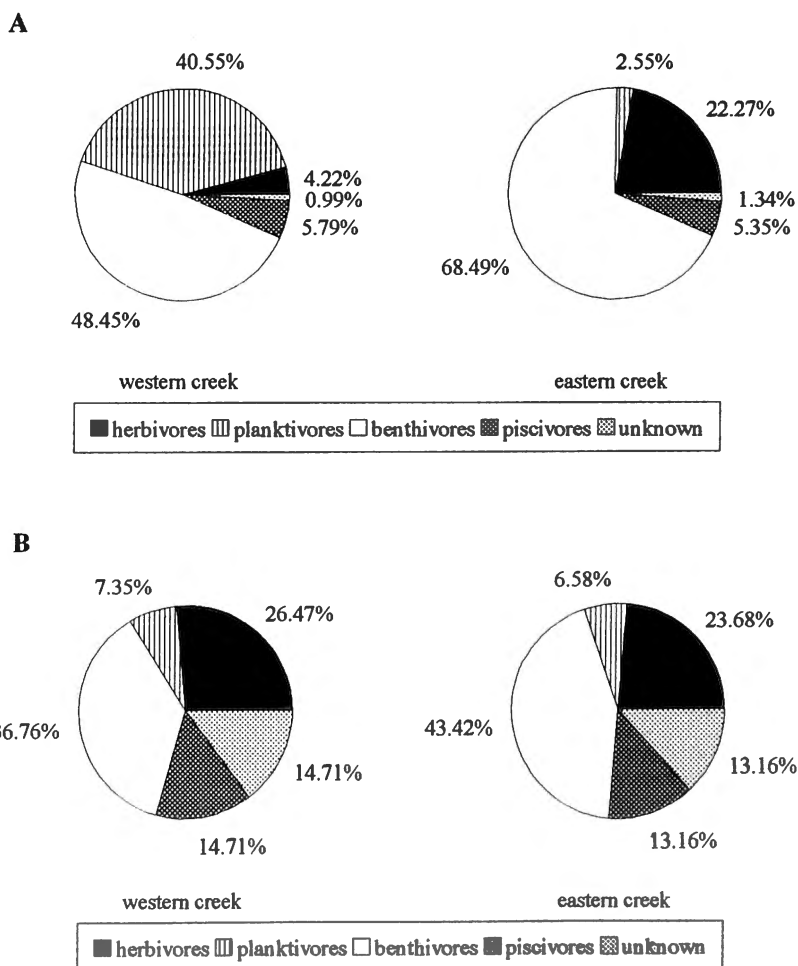 A
40.55%
2.55%
22.27%
4.22%
0.99%
5.79%
1.34%
5.35%
68.49%
48.45%
western creek
eastern creek
herbivores planktivores benthivores piscivores unknown
B
7.35%
26.47%
6.58%
23.68%
36.76%
43.42%
14.71%
13.16%
14.71%
13.16%
western creek
eastern creek
herbivores planktivores benthivores piscivores unknown